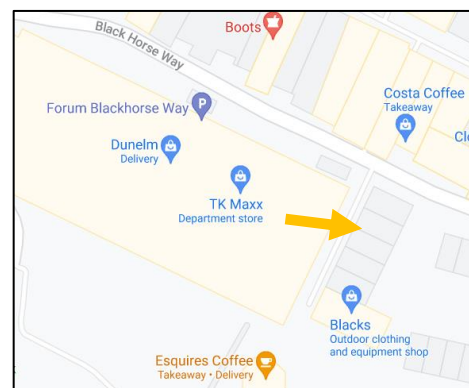 Boots
Black Horse Way
Costa Coffee
Takeaway
Forum Blackhorse Way
P
Clo
Dunelm
Delivery
TK Maxx
Department store
Blacks
Outdoor clothing
and equipment shop
Esquires Coffee
Takeaway • Delivery